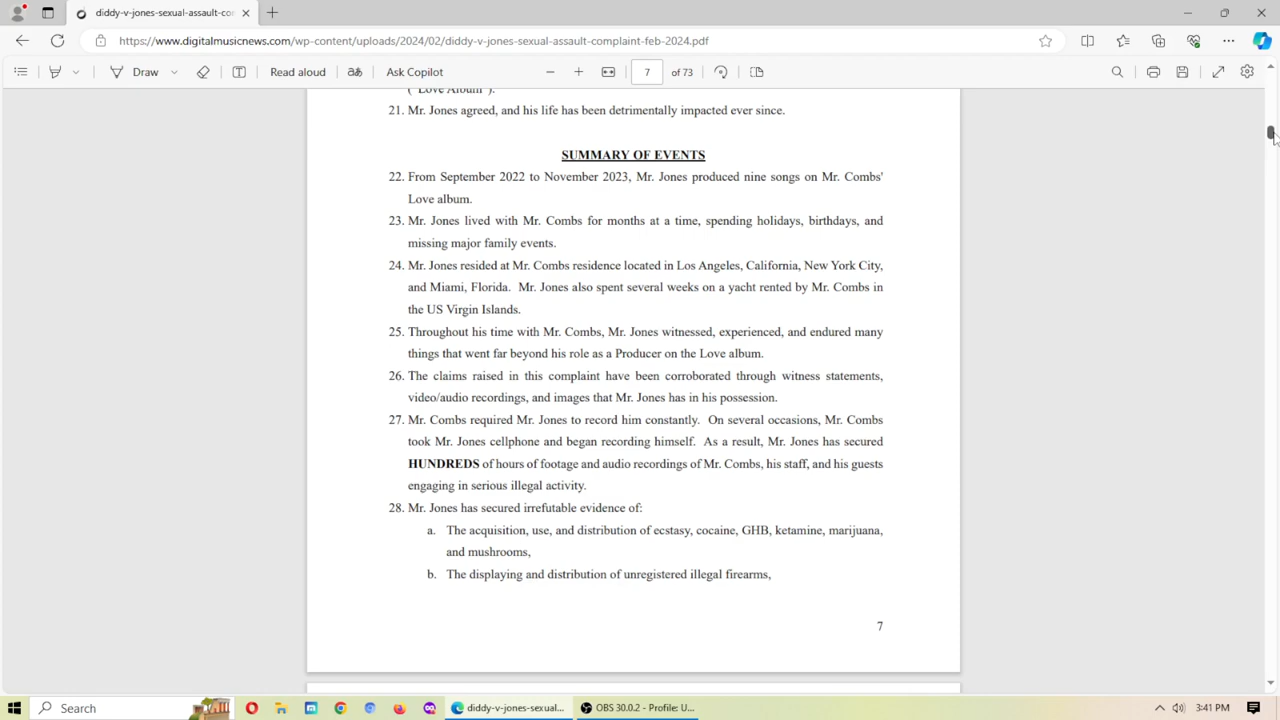 diddy-v-jones-sexual-assault-co
https://www.digitalmusicnews.com/wp-content/uploads/2024/02/diddy-v-jones-sexual-assault-complaint-feb-2024.pdf
Draw Read aloud Ask Copilot 7 of 73
("Love Album").
21. Mr. Jones agreed, and his life has been detrimentally impacted ever since.
SUMMARY OF EVENTS
22. From September 2022 to November 2023, Mr. Jones produced nine songs on Mr. Combs'
Love album.
23. Mr. Jones lived with Mr. Combs for months at a time, spending holidays, birthdays, and
missing major family events.
24. Mr. Jones resided at Mr. Combs residence located in Los Angeles, California, New York City,
and Miami, Florida. Mr. Jones also spent several weeks on a yacht rented by Mr. Combs in
the US Virgin Islands.
25. Throughout his time with Mr. Combs, Mr. Jones witnessed, experienced, and endured many
things that went far beyond his role as a Producer on the Love album.
26. The claims raised in this complaint have been corroborated through witness statements,
video/audio recordings, and images that Mr. Jones has in his possession.
27. Mr. Combs required Mr. Jones to record him constantly. On several occasions, Mr. Combs
took Mr. Jones cellphone and began recording himself. As a result, Mr. Jones has secured
HUNDREDS of hours of footage and audio recordings of Mr. Combs, his staff, and his guests
engaging in serious illegal activity.
28. Mr. Jones has secured irrefutable evidence of:
a. The acquisition, use, and distribution of ecstasy, cocaine, GHB, ketamine, marijuana,
and mushrooms,
b. The displaying and distribution of unregistered illegal firearms,
7
Search diddy-v-jones-sexual... OBS 30.0.2 - Profile: U... 3:41 PM